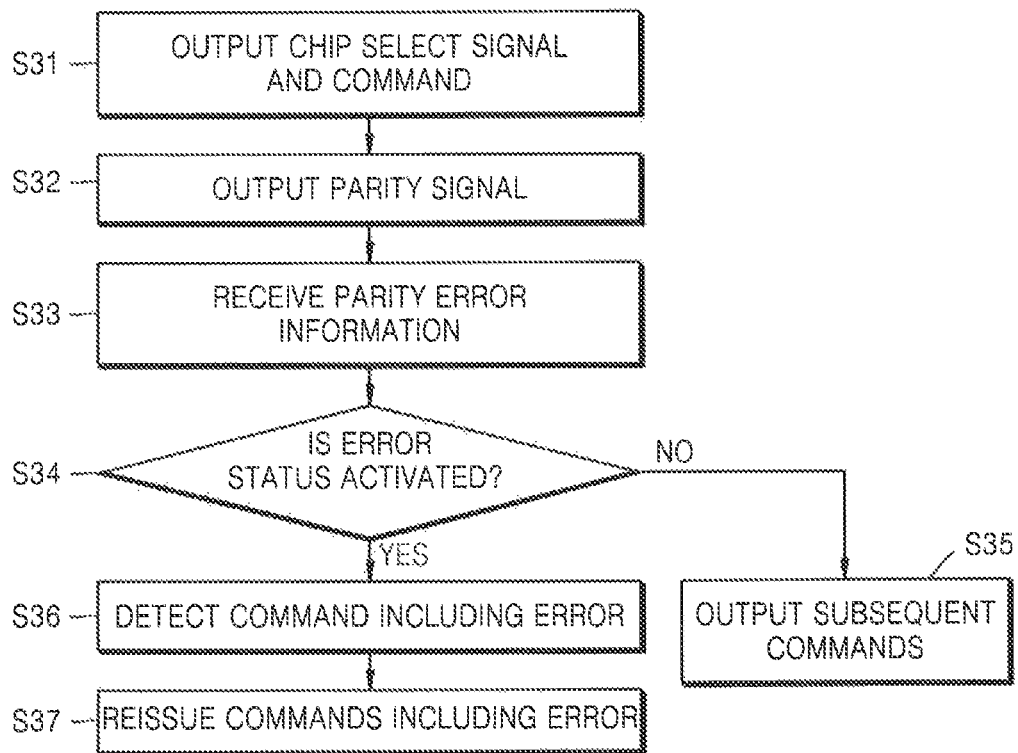 S31
OUTPUT CHIP SELECT SIGNAL
AND COMMAND
S32
OUTPUT PARITY SIGNAL
S33
RECEIVE PARITY ERROR
INFORMATION
S34
IS ERROR
STATUS ACTIVATED?
NO
YES
S35
OUTPUT SUBSEQUENT
COMMANDS
S36
DETECT COMMAND INCLUDING ERROR
S37
REISSUE COMMANDS INCLUDING ERROR